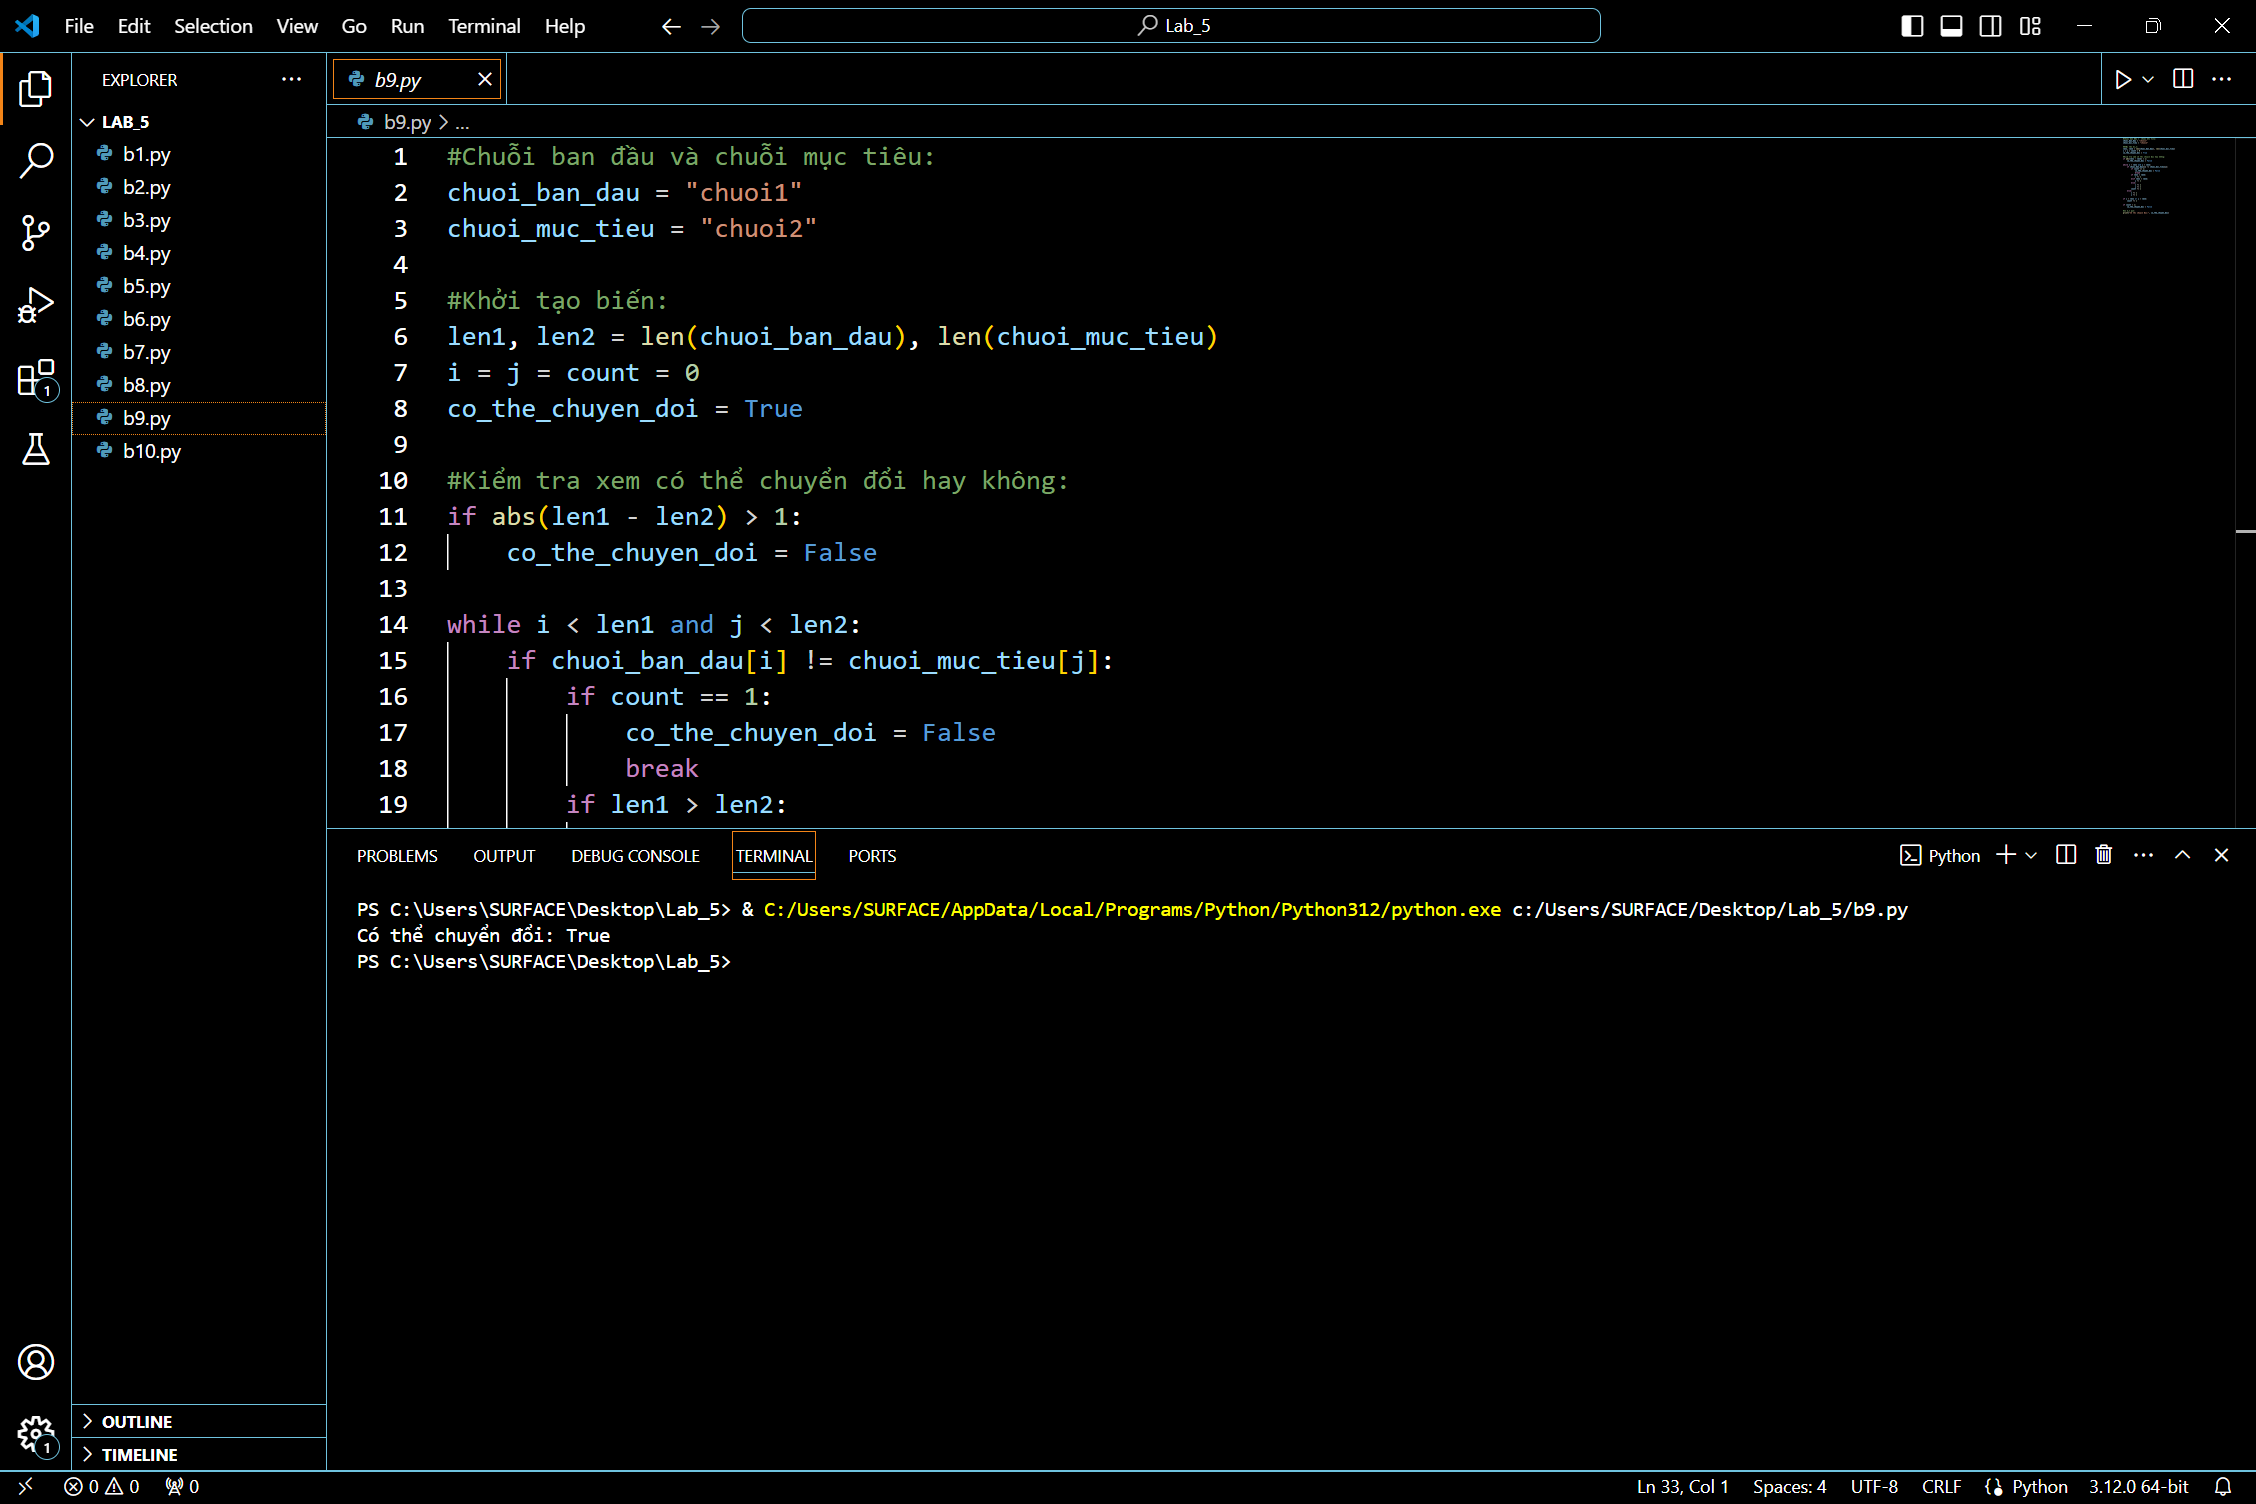 File Edit Selection View Go Run Terminal Help
Lab_5
EXPLORER
LAB_5
b1.py
b2.py
b3.py
b4.py
b5.py
b6.py
b7.py
b8.py
b9.py
b10.py
OUTLINE
TIMELINE
1
1
b9.py
b9.py > ...
1 #Chuỗi ban đầu và chuỗi mục tiêu:
2 chuoi_ban_dau = "chuoi1"
3 chuoi_muc_tieu = "chuoi2"
4
5 #Khởi tạo biến:
6 len1, len2 = len(chuoi_ban_dau), len(chuoi_muc_tieu)
7 i = j = count = 0
8 co_the_chuyen_doi = True
9
10 #Kiểm tra xem có thể chuyển đổi hay không:
11 if abs(len1 - len2) > 1:
12     co_the_chuyen_doi = False
13
14 while i < len1 and j < len2:
15     if chuoi_ban_dau[i] != chuoi_muc_tieu[j]:
16         if count == 1:
17             co_the_chuyen_doi = False
18             break
19         if len1 > len2:
PROBLEMS OUTPUT DEBUG CONSOLE TERMINAL PORTS
Python
PS C:\Users\SURFACE\Desktop\Lab_5> & C:/Users/SURFACE/AppData/Local/Programs/Python/Python312/python.exe c:/Users/SURFACE/Desktop/Lab_5/b9.py
Có thể chuyển đổi: True
PS C:\Users\SURFACE\Desktop\Lab_5>
0 0 0 Ln 33, Col 1 Spaces: 4 UTF-8 CRLF Python 3.12.0 64-bit